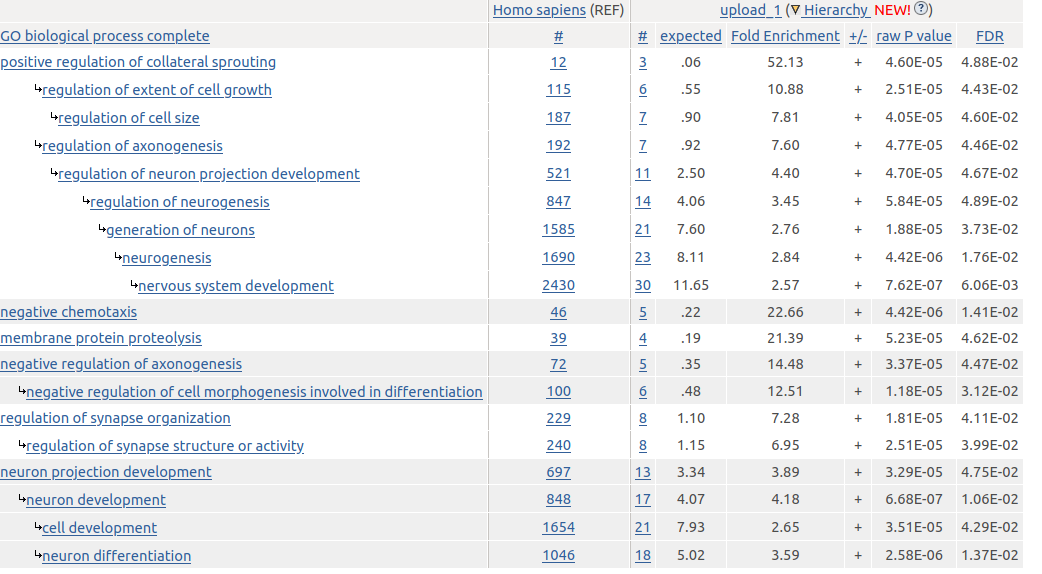 Homo sapiens (REF) upload_1 (▼ Hierarchy NEW! ?)
GO biological process complete # # expected Fold Enrichment +/- raw P value FDR
positive regulation of collateral sprouting 12 3 .06 52.13 + 4.60E-05 4.88E-02
↳regulation of extent of cell growth 115 6 .55 10.88 + 2.51E-05 4.43E-02
↳regulation of cell size 187 7 .90 7.81 + 4.05E-05 4.60E-02
↳regulation of axonogenesis 192 7 .92 7.60 + 4.77E-05 4.46E-02
↳regulation of neuron projection development 521 11 2.50 4.40 + 4.70E-05 4.67E-02
↳regulation of neurogenesis 847 14 4.06 3.45 + 5.84E-05 4.89E-02
↳generation of neurons 1585 21 7.60 2.76 + 1.88E-05 3.73E-02
↳neurogenesis 1690 23 8.11 2.84 + 4.42E-06 1.76E-02
↳nervous system development 2430 30 11.65 2.57 + 7.62E-07 6.06E-03
negative chemotaxis 46 5 .22 22.66 + 4.42E-06 1.41E-02
membrane protein proteolysis 39 4 .19 21.39 + 5.23E-05 4.62E-02
negative regulation of axonogenesis 72 5 .35 14.48 + 3.37E-05 4.47E-02
↳negative regulation of cell morphogenesis involved in differentiation 100 6 .48 12.51 + 1.18E-05 3.12E-02
regulation of synapse organization 229 8 1.10 7.28 + 1.81E-05 4.11E-02
↳regulation of synapse structure or activity 240 8 1.15 6.95 + 2.51E-05 3.99E-02
neuron projection development 697 13 3.34 3.89 + 3.29E-05 4.75E-02
↳neuron development 848 17 4.07 4.18 + 6.68E-07 1.06E-02
↳cell development 1654 21 7.93 2.65 + 3.51E-05 4.29E-02
↳neuron differentiation 1046 18 5.02 3.59 + 2.58E-06 1.37E-02